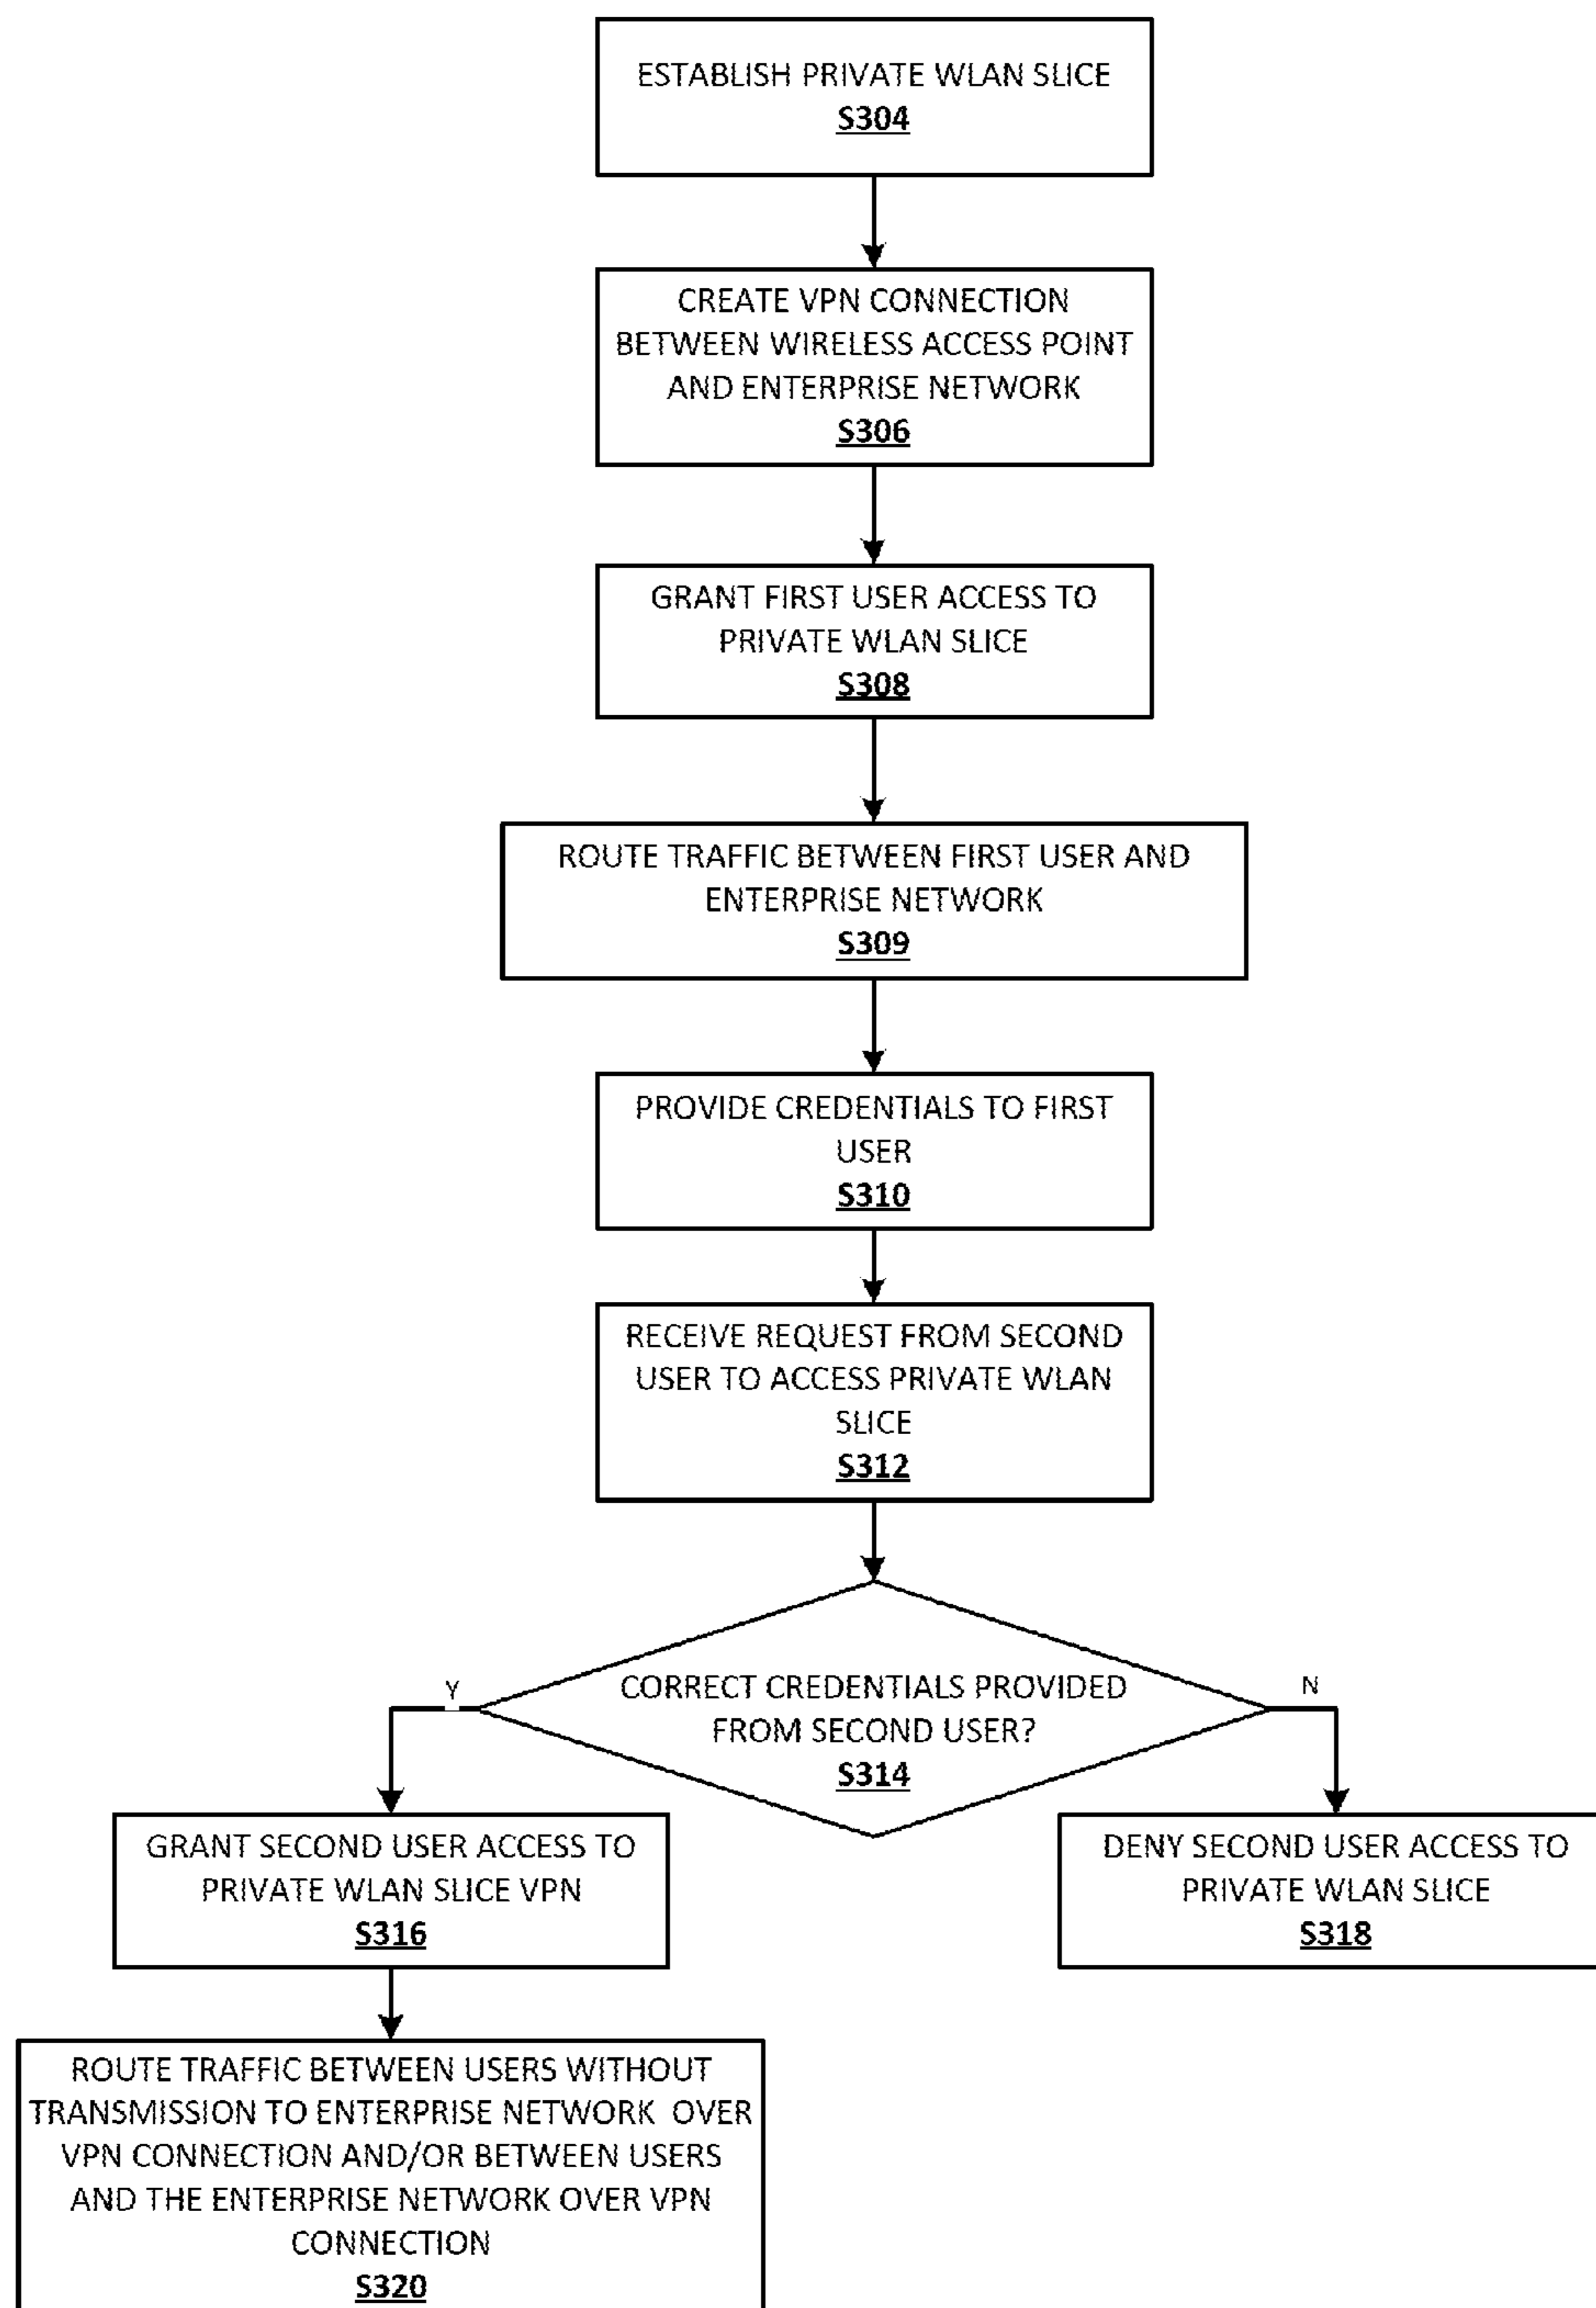 ESTABLISH PRIVATE WLAN SLICE
S304
CREATE VPN CONNECTION
BETWEEN WIRELESS ACCESS POINT
AND ENTERPRISE NETWORK
S306
GRANT FIRST USER ACCESS TO
PRIVATE WLAN SLICE
S308
ROUTE TRAFFIC BETWEEN FIRST USER AND
ENTERPRISE NETWORK
S309
PROVIDE CREDENTIALS TO FIRST
USER
S310
RECEIVE REQUEST FROM SECOND
USER TO ACCESS PRIVATE WLAN
SLICE
S312
CORRECT CREDENTIALS PROVIDED
FROM SECOND USER?
S314
Y
N
GRANT SECOND USER ACCESS TO
PRIVATE WLAN SLICE VPN
S316
DENY SECOND USER ACCESS TO
PRIVATE WLAN SLICE
S318
ROUTE TRAFFIC BETWEEN USERS WITHOUT
TRANSMISSION TO ENTERPRISE NETWORK OVER
VPN CONNECTION AND/OR BETWEEN USERS
AND THE ENTERPRISE NETWORK OVER VPN
CONNECTION
S320